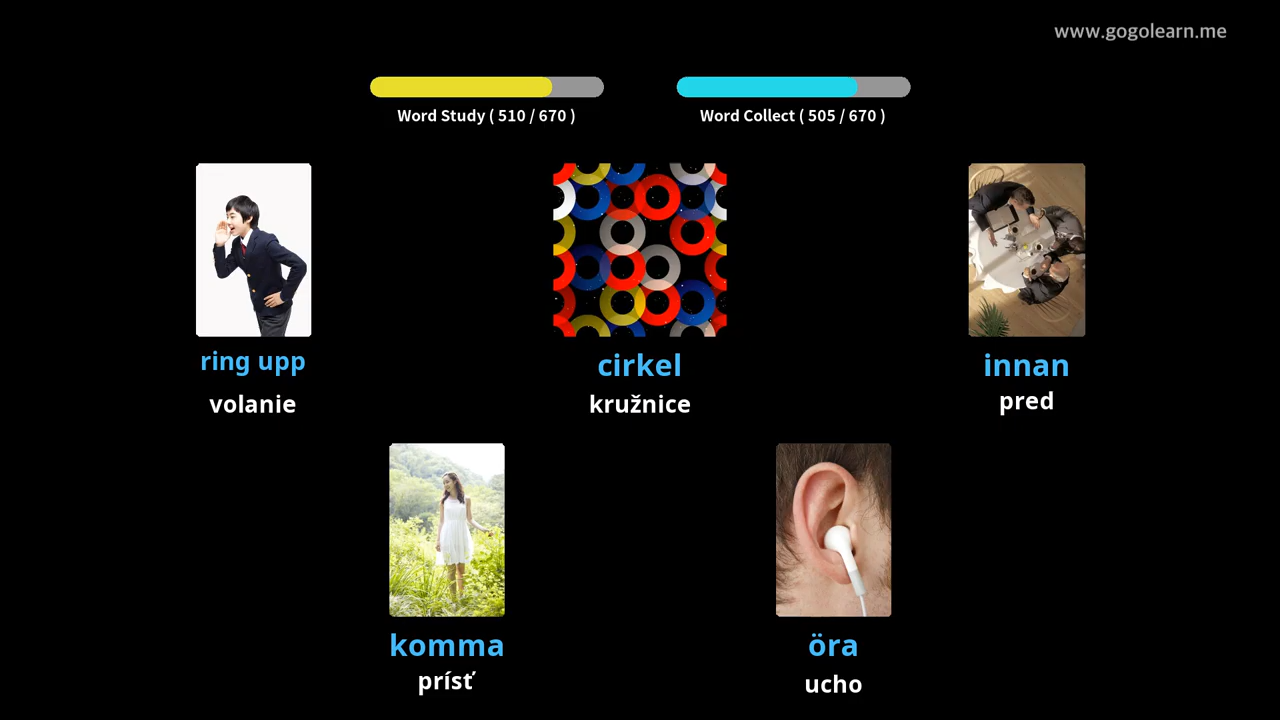 www.gogolearn.me
Word Study ( 510 / 670 )
Word Collect ( 505 / 670 )
ring upp
volanie
cirkel
kružnice
innan
pred
komma
prísť
öra
ucho